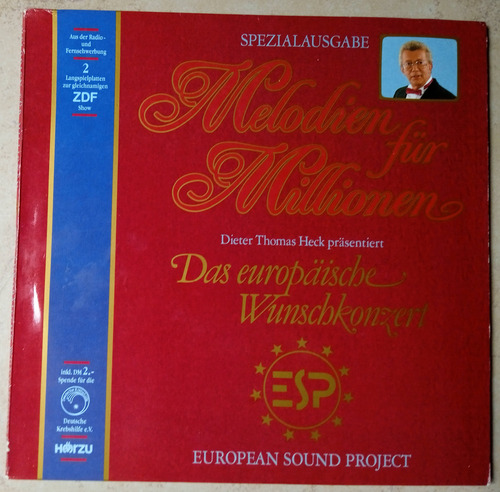 Aus der Radio-
und
Fernsehwerbung
2
Langspielplatten
zur gleichnamigen
ZDF
Show
SPEZIALAUSGABE
Melodien
für
Millionen
Dieter Thomas Heck präsentiert
Das europäische
Wunschkonzert
ESP
EUROPEAN SOUND PROJECT
inkl. DM 2.-
Spende für die
Deutsche
Krebshilfe e.V.
HÖRZU